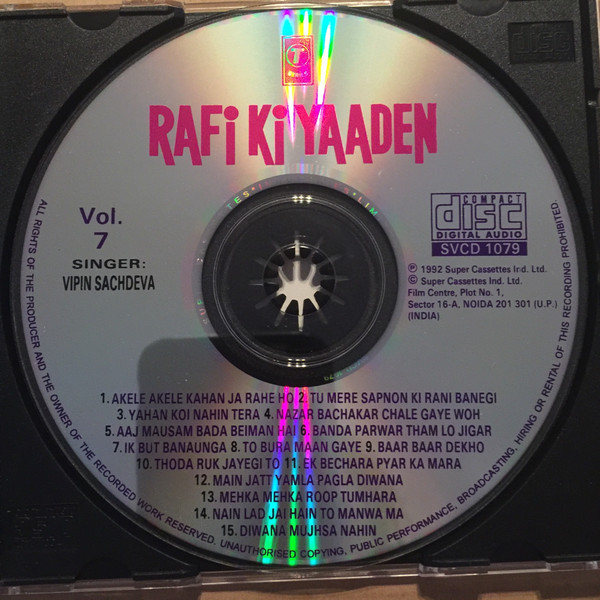 T
RAFi Ki YAADEN
Vol.
7
SINGER:
VIPIN SACHDEVA
COMPACT
disc
DIGITAL AUDIO
SVCD 1079
℗ 1992 Super Cassettes Ind. Ltd.
© Super Cassettes Ind. Ltd.
Film Centre, Plot No. 1,
Sector 16-A, NOIDA 201 301 (U.P.)
(INDIA)
1. AKELE AKELE KAHAN JA RAHE HO 2. TU MERE SAPNON KI RANI BANEGI
3. YAHAN KOI NAHIN TERA 4. NAZAR BACHAKAR CHALE GAYE WOH
5. AAJ MAUSAM BADA BEIMAN HAI 6. BANDA PARWAR THAM LO JIGAR
7. IK BUT BANAUNGA 8. TO BURA MAAN GAYE 9. BAAR BAAR DEKHO
10. THODA RUK JAYEGI TO 11. EK BECHARA PYAR KA MARA
12. MAIN JATT YAMLA PAGLA DIWANA
13. MEHKA MEHKA ROOP TUMHARA
14. NAIN LAD JAI HAIN TO MANWA MA
15. DIWANA MUJHSA NAHIN
ALL RIGHTS OF THE PRODUCER AND THE OWNER OF THE RECORDED WORK RESERVED. UNAUTHORISED COPYING, PUBLIC PERFORMANCE, BROADCASTING, HIRING OR RENTAL OF THIS RECORDING PROHIBITED.